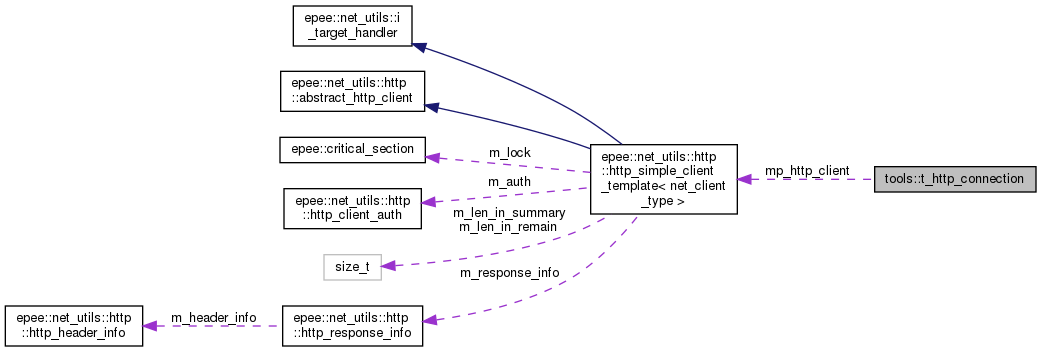 epee::net_utils::i
_target_handler
epee::net_utils::http
::abstract_http_client
epee::critical_section
m_lock
epee::net_utils::http
::http_simple_client
_template< net_client
_type >
mp_http_client
tools::t_http_connection
epee::net_utils::http
::http_client_auth
m_auth
m_len_in_summary
m_len_in_remain
size_t
m_response_info
epee::net_utils::http
::http_header_info
m_header_info
epee::net_utils::http
::http_response_info